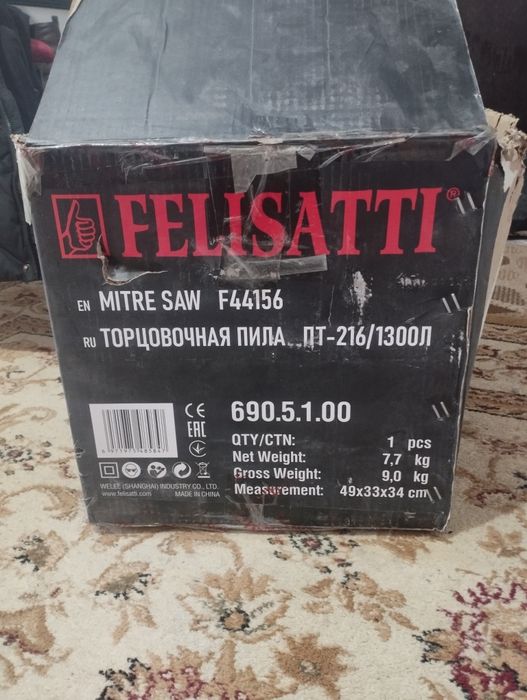 FELISATTI®
EN MITRE SAW F44156
RU ТОРЦОВОЧНАЯ ПИЛА ПТ-216/1300Л
690.5.1.00
QTY/CTN: 1 pcs
Net Weight: 7,7 kg
Gross Weight: 9,0 kg
Measurement: 49x33x34 cm
CE
EAC
WELEE (SHANGHAI) INDUSTRY CO., LTD.
www.felisatti.com MADE IN CHINA